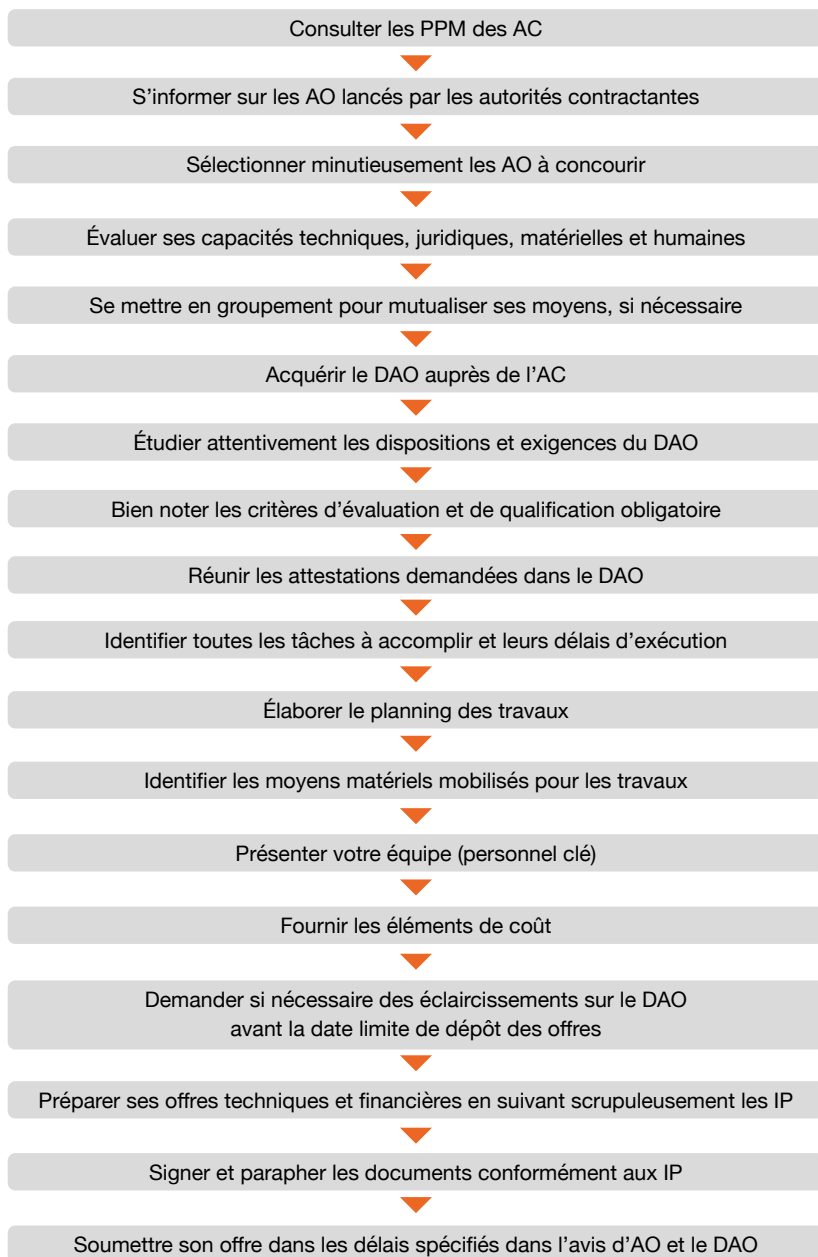 Consulter les PPM des AC
S’informer sur les AO lancés par les autorités contractantes
Sélectionner minutieusement les AO à concourir
Évaluer ses capacités techniques, juridiques, matérielles et humaines
Se mettre en groupement pour mutualiser ses moyens, si nécessaire
Acquérir le DAO auprès de l’AC
Étudier attentivement les dispositions et exigences du DAO
Bien noter les critères d’évaluation et de qualification obligatoire
Réunir les attestations demandées dans le DAO
Identifier toutes les tâches à accomplir et leurs délais d’exécution
Élaborer le planning des travaux
Identifier les moyens matériels mobilisés pour les travaux
Présenter votre équipe (personnel clé)
Fournir les éléments de coût
Demander si nécessaire des éclaircissements sur le DAO
avant la date limite de dépôt des offres
Préparer ses offres techniques et financières en suivant scrupuleusement les IP
Signer et parapher les documents conformément aux IP
Soumettre son offre dans les délais spécifiés dans l’avis d’AO et le DAO